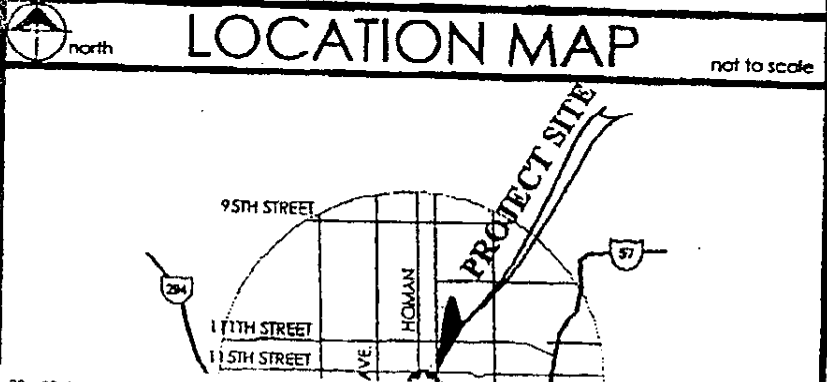 north
LOCATION MAP
not to scale
PROJECT SITE
95TH STREET
57
294
HOMAN
111TH STREET
115TH STREET
AVE.